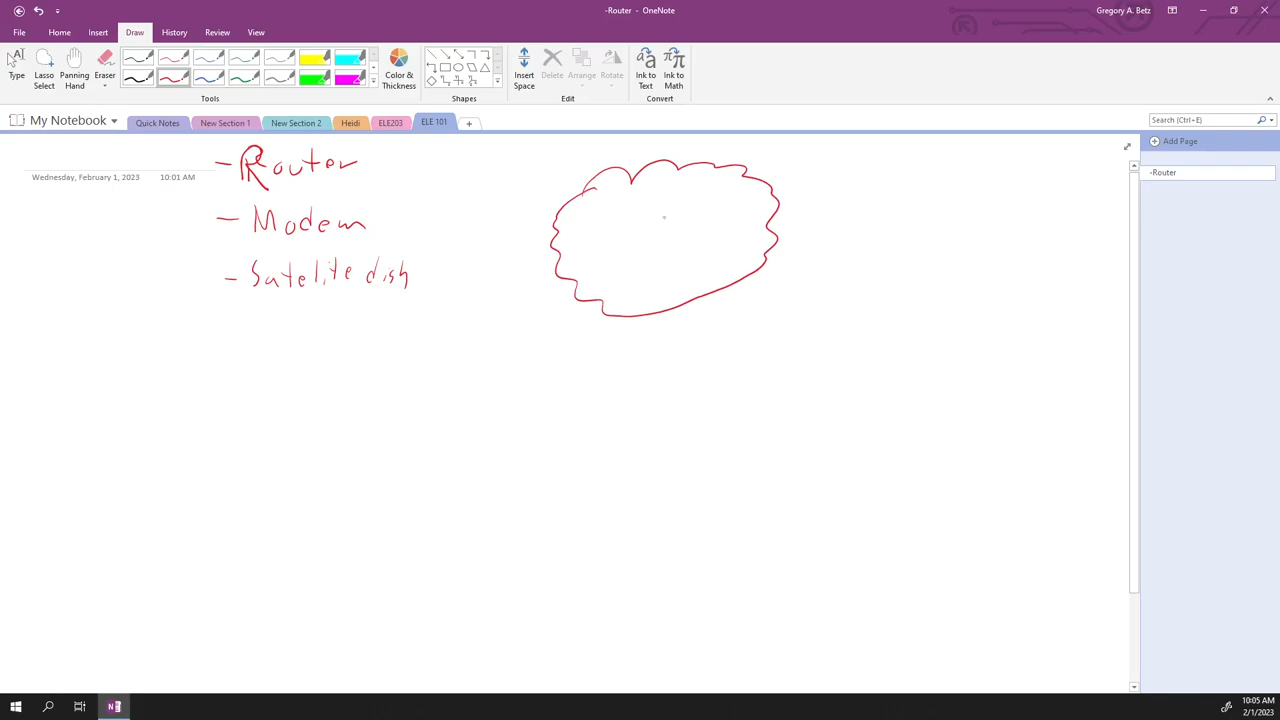 -Router - OneNote
Gregory A. Betz
File Home Insert Draw History Review View
Type
Lasso Select
Panning Hand
Eraser
Color & Thickness
Insert Space
Delete
Arrange
Rotate
Ink to Text
Ink to Math
Tools
Shapes
Edit
Convert
My Notebook
Quick Notes New Section 1 New Section 2 Heidi ELE203 ELE 101
Search (Ctrl+E)
Add Page
-Router
Wednesday, February 1, 2023 10:01 AM
- Router
- Modem
- Satelite dish
10:05 AM
2/1/2023